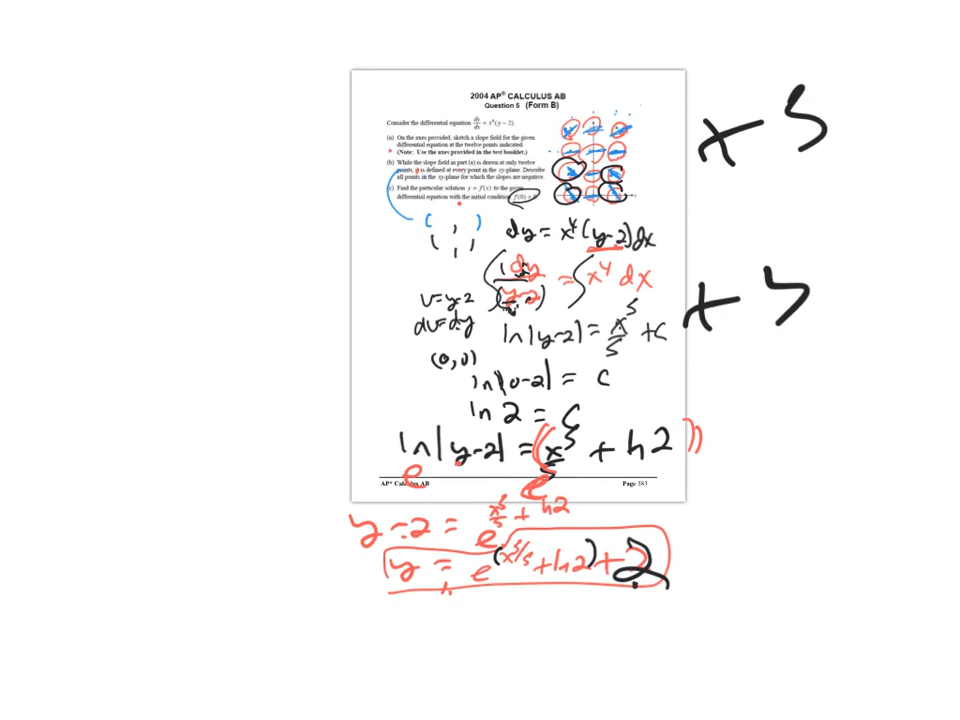 2004 AP® CALCULUS AB
Question 5 (Form B)
Consider the differential equation dy/dx = x⁴(y − 2).
(a) On the axes provided, sketch a slope field for the given
differential equation at the twelve points indicated.
(Note: Use the axes provided in the test booklet.)
(b) While the slope field in part (a) is drawn at only twelve
points, it is defined at every point in the xy-plane. Describe
all points in the xy-plane for which the slopes are negative.
(c) Find the particular solution y = f(x) to the given
differential equation with the initial condition f(0) =
+ 5
( , )
( , )
dy = x⁴(y-2)dx
∫ 1 dy/(y-2) = ∫ x⁴ dx
u = y-2
du = dy
ln|y-2| = x⁵/5 + c
+ 5
(0,0)
ln|0-2| = C
ln 2 = C
ln|y-2| = (x⁵/5 + ln2)
e e
AP® Calculus AB Page 583
y-2 = e^(x⁵/5 + ln2)
y = e^(x⁵/5 + ln2) + 2